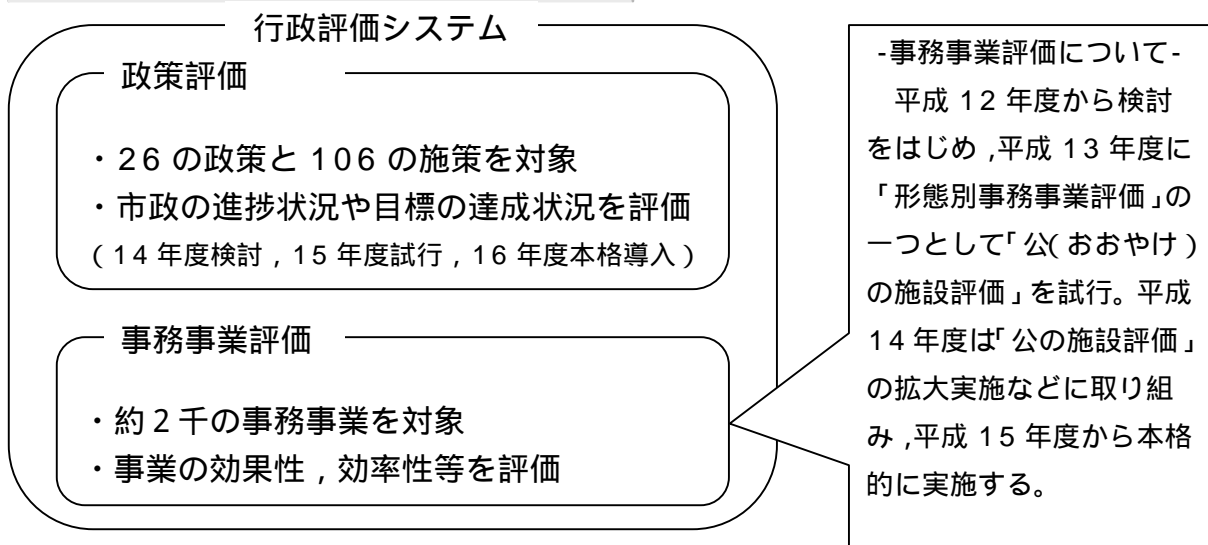 行政評価システム
政策評価
・26の政策と106の施策を対象
・市政の進捗状況や目標の達成状況を評価
(14年度検討,15年度試行,16年度本格導入)
事務事業評価
・約2千の事務事業を対象
・事業の効果性,効率性等を評価
-事務事業評価について-
平成12年度から検討
をはじめ,平成13年度に
「形態別事務事業評価」の
一つとして「公(おおやけ)
の施設評価」を試行。平成
14年度は「公の施設評価」
の拡大実施などに取り組
み,平成15年度から本格
的に実施する。